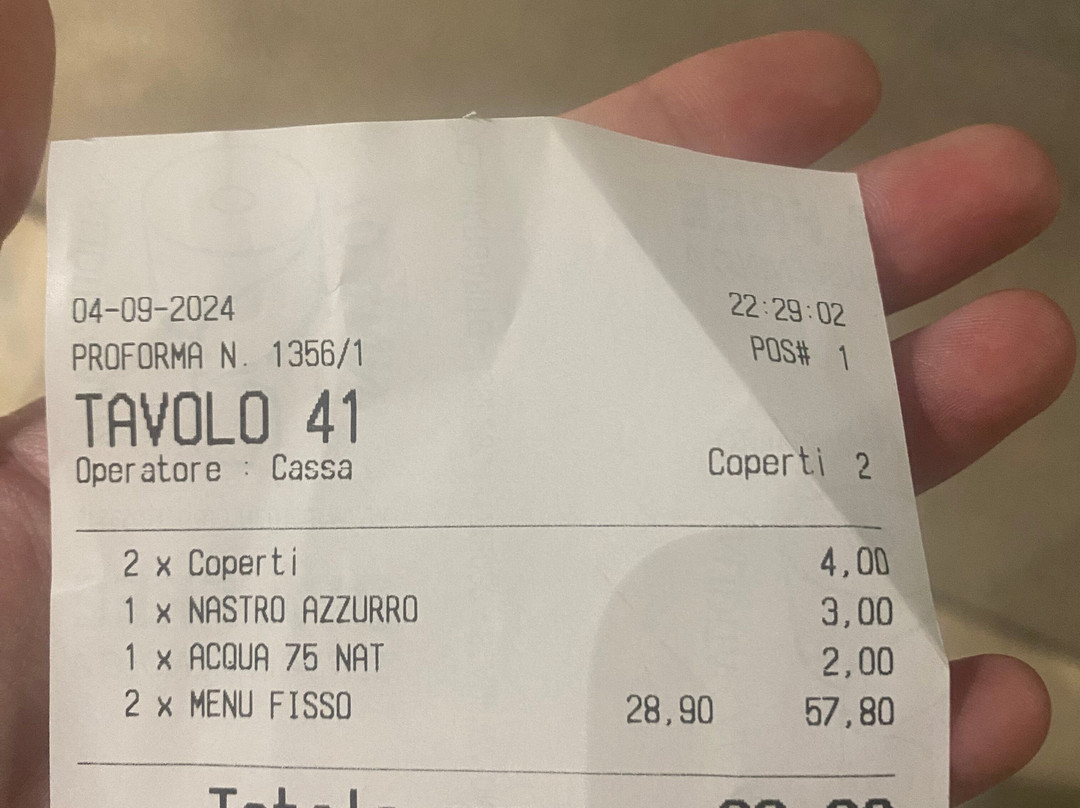 04-09-2024 22:29:02
PROFORMA N. 1356/1 POS# 1
TAVOLO 41
Operatore : Cassa Coperti 2
2 x Coperti 4,00
1 x NASTRO AZZURRO 3,00
1 x ACQUA 75 NAT 2,00
2 x MENU FISSO 28,90 57,80